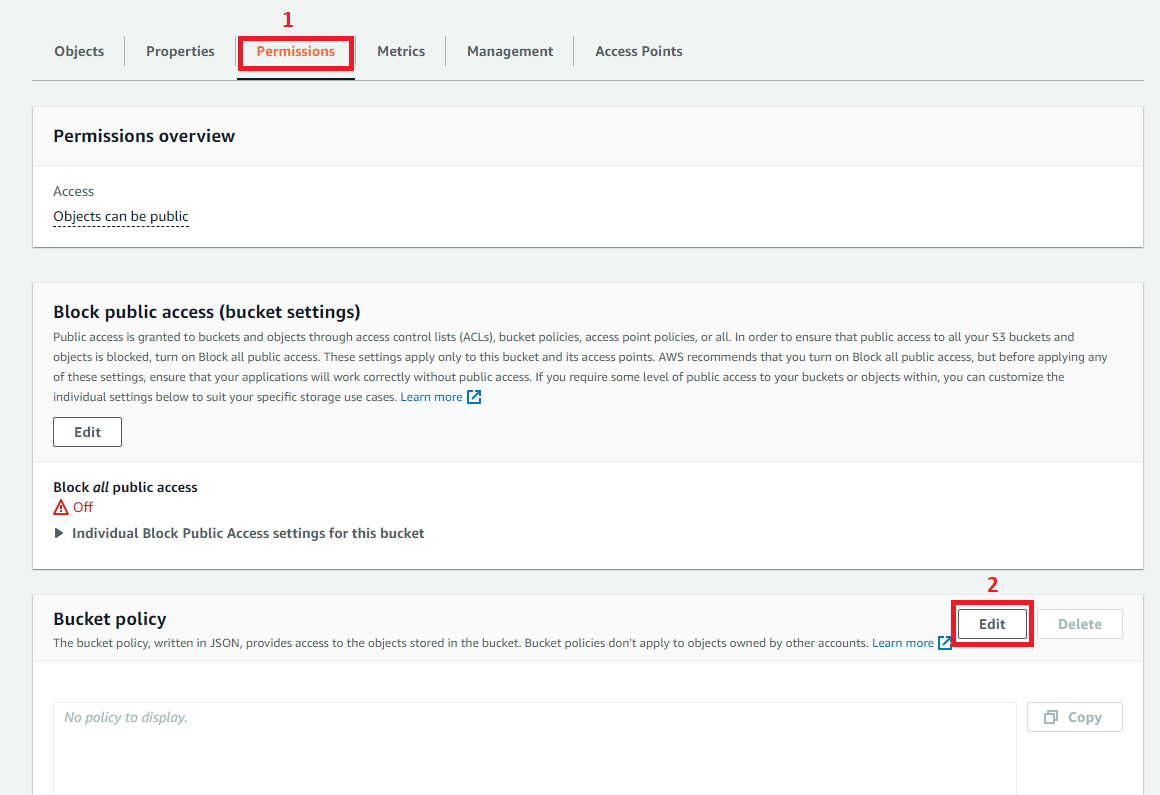 1
Objects
Properties
Permissions
Metrics
Management
Access Points
Permissions overview
Access
Objects can be public
Block public access (bucket settings)
Public access is granted to buckets and objects through access control lists (ACLs), bucket policies, access point policies, or all. In order to ensure that public access to all your S3 buckets and
objects is blocked, turn on Block all public access. These settings apply only to this bucket and its access points. AWS recommends that you turn on Block all public access, but before applying any
of these settings, ensure that your applications will work correctly without public access. If you require some level of public access to your buckets or objects within, you can customize the
individual settings below to suit your specific storage use cases. Learn more
Edit
Block all public access
Off
Individual Block Public Access settings for this bucket
2
Bucket policy
Edit
Delete
The bucket policy, written in JSON, provides access to the objects stored in the bucket. Bucket policies don't apply to objects owned by other accounts. Learn more
No policy to display.
Copy